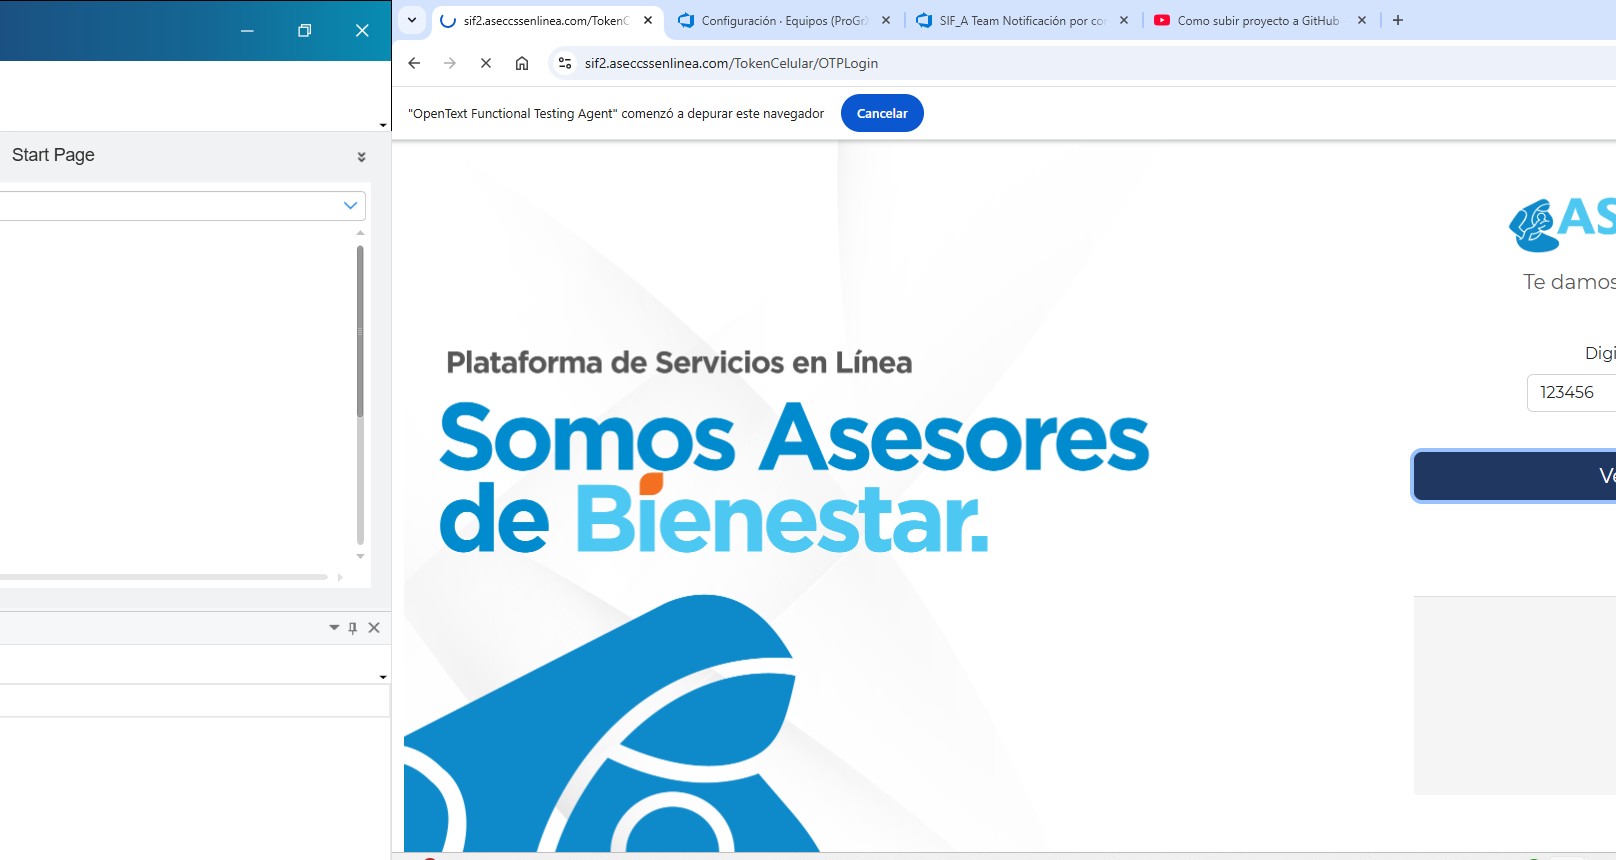 sif2.aseccssenlinea.com/TokenC
Configuración · Equipos (ProGrX
SIF_A Team Notificación por co
Como subir proyecto a GitHub
sif2.aseccssenlinea.com/TokenCelular/OTPLogin
"OpenText Functional Testing Agent" comenzó a depurar este navegador
Cancelar
Start Page
AS
Te damos
Plataforma de Servicios en Línea
Digi
123456
Somos Asesores
de Bienestar.
Ve